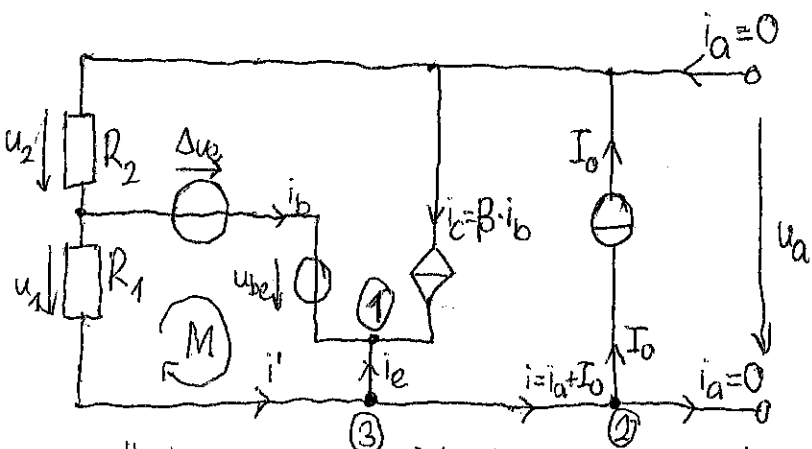 i_a=0
u_2
R_2
Δu_e
I_0
i_b
i_c=β·i_b
u_a
u_1
R_1
u_be
①
M
I_0
i'
i_e
i=i_a+I_0
i_a=0
③
②